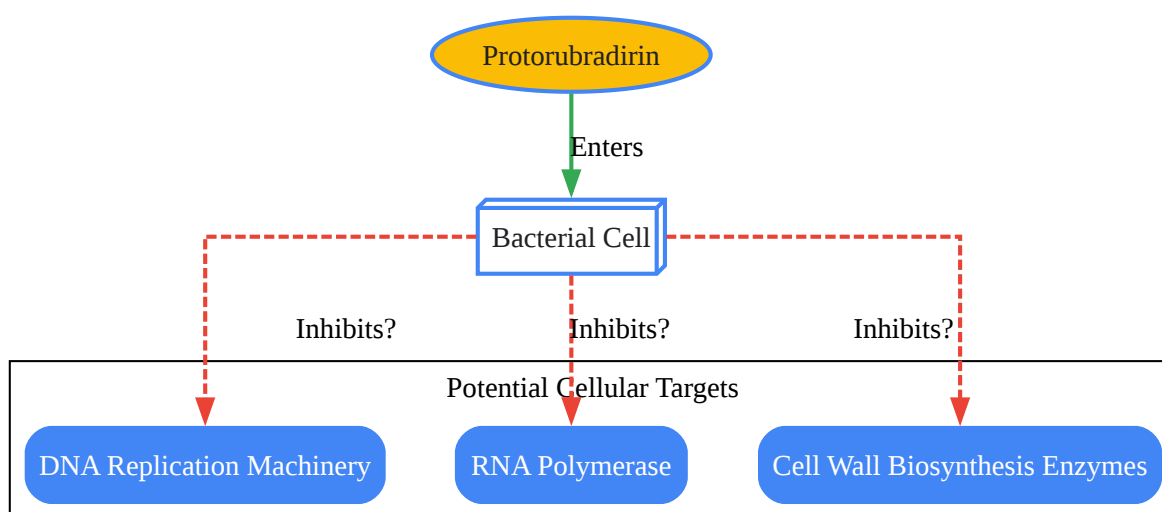 Protorubradirin
Enters
Bacterial Cell
Inhibits?
Inhibits?
Inhibits?
Potential Cellular Targets
DNA Replication Machinery
RNA Polymerase
Cell Wall Biosynthesis Enzymes